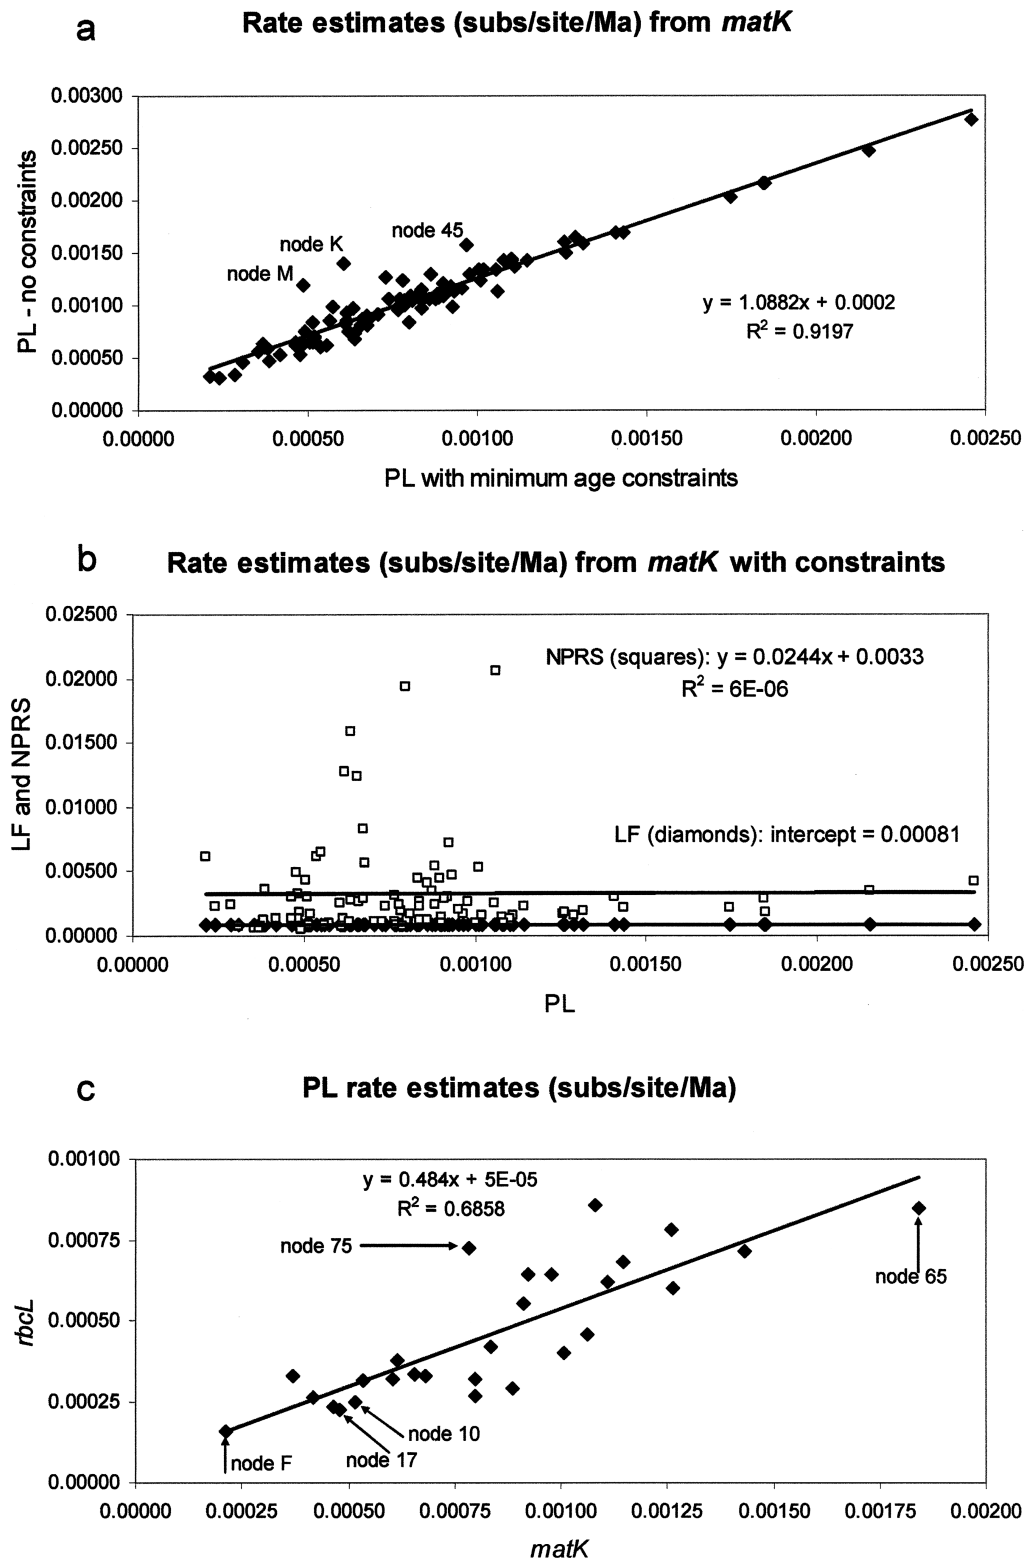 a
Rate estimates (subs/site/Ma) from matK
0.00300
0.00250
0.00200
0.00150
0.00100
0.00050
0.00000
PL - no constraints
node 45
node K
node M
y = 1.0882x + 0.0002
R² = 0.9197
0.00000 0.00050 0.00100 0.00150 0.00200 0.00250
PL with minimum age constraints
b
Rate estimates (subs/site/Ma) from matK with constraints
0.02500
0.02000
0.01500
0.01000
0.00500
0.00000
LF and NPRS
NPRS (squares): y = 0.0244x + 0.0033
R² = 6E-06
LF (diamonds): intercept = 0.00081
0.00000 0.00050 0.00100 0.00150 0.00200 0.00250
PL
c
PL rate estimates (subs/site/Ma)
0.00100
0.00075
0.00050
0.00025
0.00000
rbcL
y = 0.484x + 5E-05
R² = 0.6858
node 75
node 65
node 10
node 17
node F
0.00000 0.00025 0.00050 0.00075 0.00100 0.00125 0.00150 0.00175 0.00200
matK